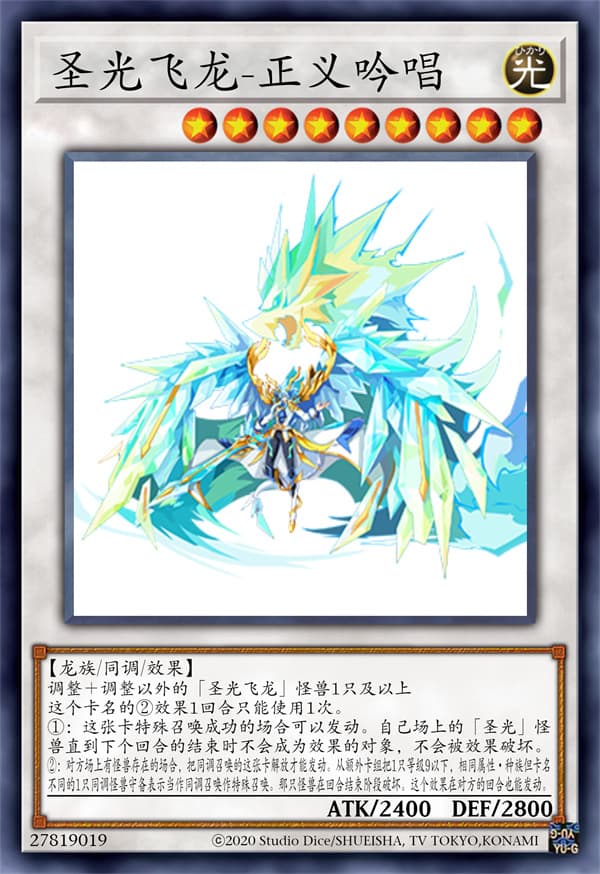 圣光飞龙-正义吟唱
ひかり
光
【龙族/同调/效果】
调整＋调整以外的「圣光飞龙」怪兽1只及以上
这个卡名的②效果1回合只能使用1次。
①：这张卡特殊召唤成功的场合可以发动。自己场上的「圣光」怪
兽直到下个回合的结束时不会成为效果的对象，不会被效果破坏。
②：对方场上有怪兽存在的场合，把同调召唤的这张卡解放才能发动。从额外卡组把1只等级9以下，相同属性·种族但卡名
不同的1只同调怪兽守备表示当作同调召唤作特殊召唤。那只怪兽在回合结束阶段破坏。这个效果在对方的回合也能发动。
ATK/2400 DEF/2800
27819019
©2020 Studio Dice/SHUEISHA, TV TOKYO,KONAMI